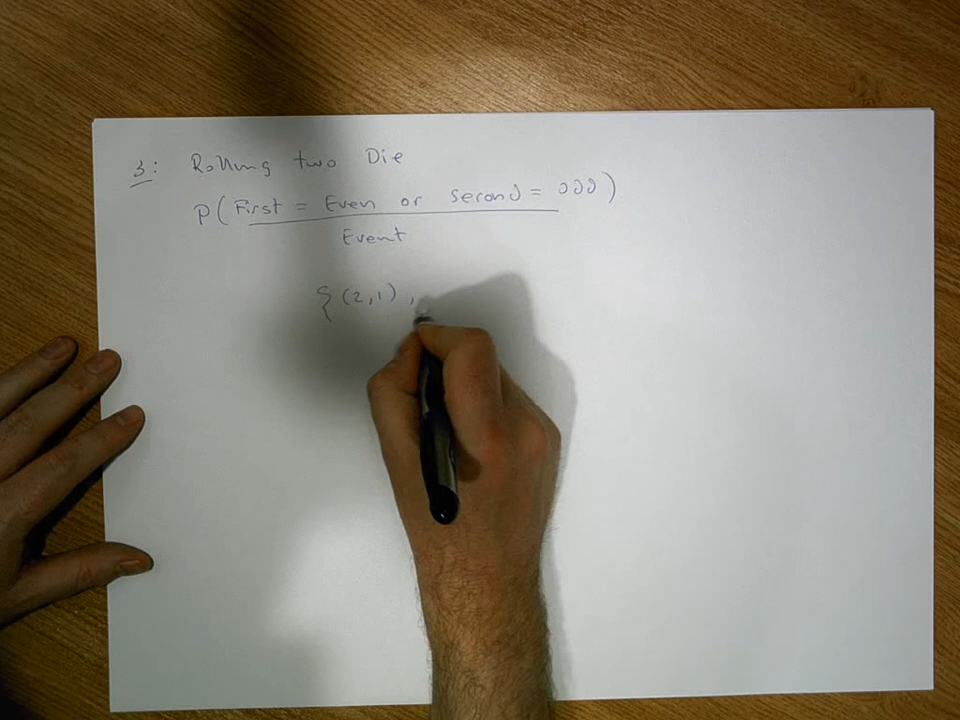 3: Rolling two Die
P(First = Even or second = odd)
Event
{(2,1) ,